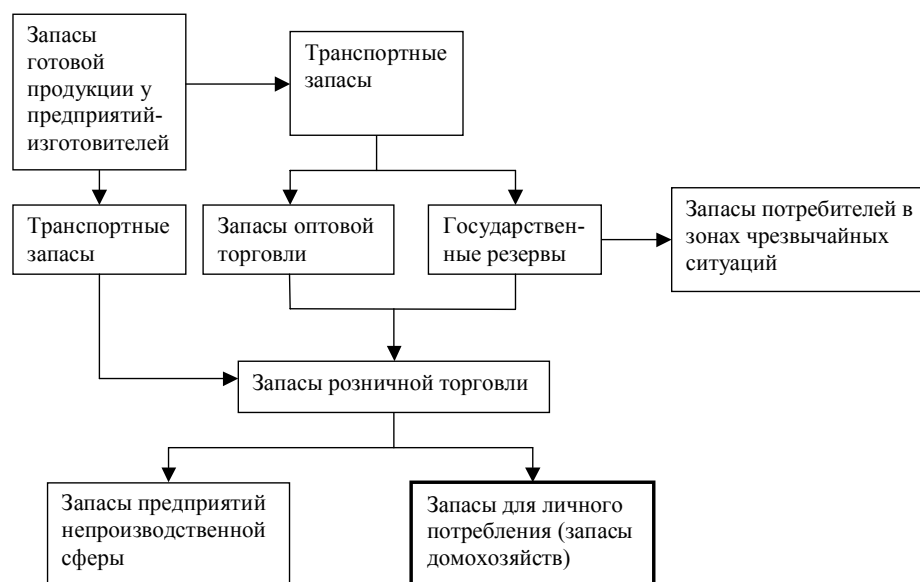 Запасы
готовой
продукции у
предприятий-
изготовителей
Транспортные
запасы
Транспортные
запасы
Запасы оптовой
торговли
Государствен-
ные резервы
Запасы потребителей в
зонах чрезвычайных
ситуаций
Запасы розничной торговли
Запасы предприятий
непроизводственной
сферы
Запасы для личного
потребления (запасы
домохозяйств)